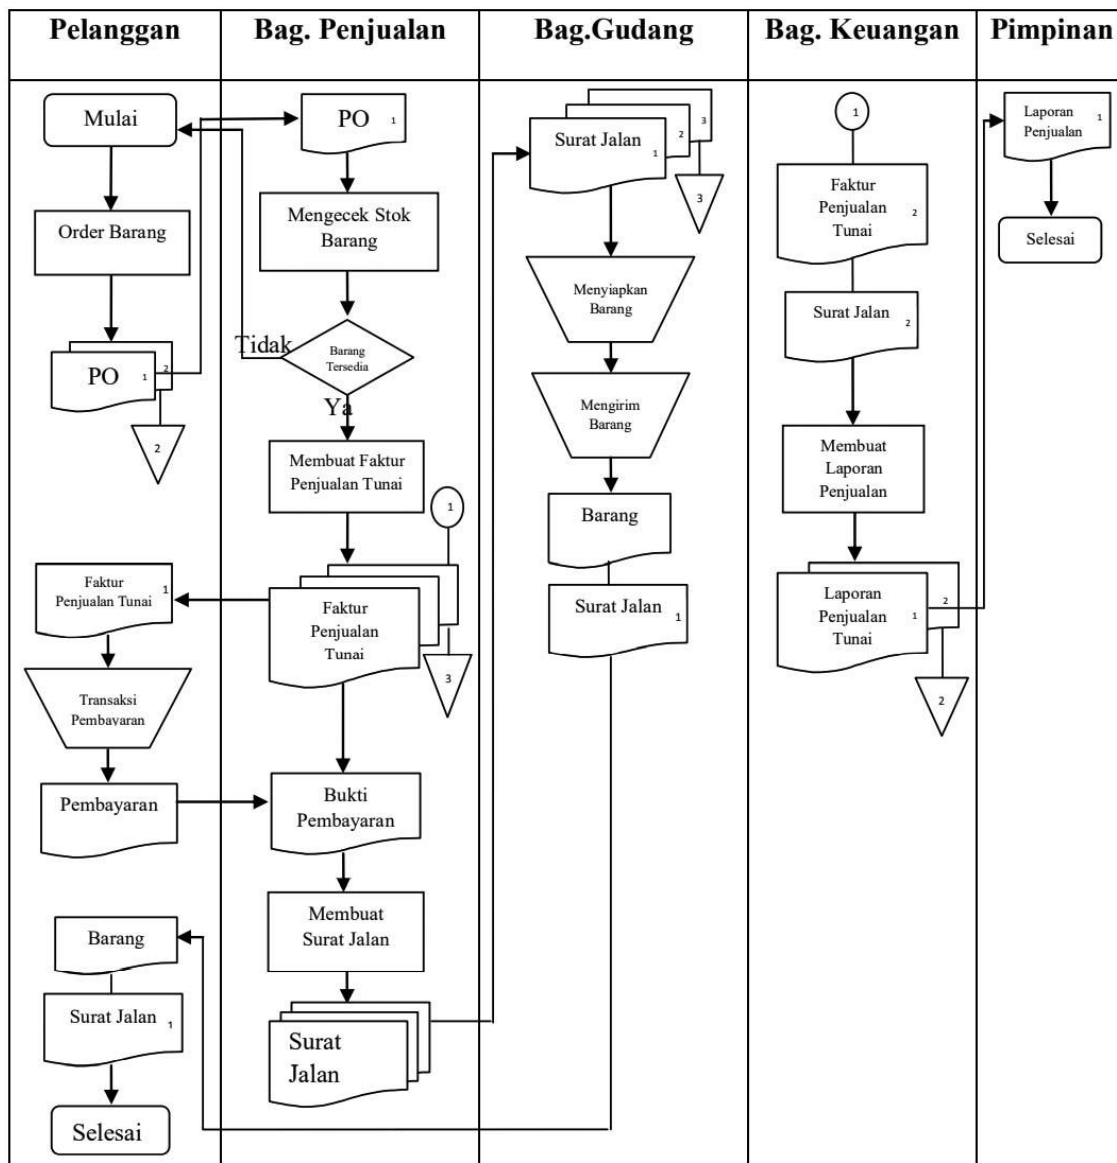 Pelanggan
Bag. Penjualan
Bag.Gudang
Bag. Keuangan
Pimpinan
Mulai
Order Barang
PO
1
2
2
Faktur
Penjualan Tunai
1
Transaksi
Pembayaran
Pembayaran
Barang
Surat Jalan
1
Selesai
PO
1
Mengecek Stok
Barang
Tidak
Barang
Tersedia
Ya
Membuat Faktur
Penjualan Tunai
1
Faktur
Penjualan
Tunai
3
Bukti
Pembayaran
Membuat
Surat Jalan
Surat
Jalan
Surat Jalan
1
2
3
3
Menyiapkan
Barang
Mengirim
Barang
Barang
Surat Jalan
1
1
Faktur
Penjualan
Tunai
2
Surat Jalan
2
Membuat
Laporan
Penjualan
Laporan
Penjualan
Tunai
1
2
2
Laporan
Penjualan
1
Selesai